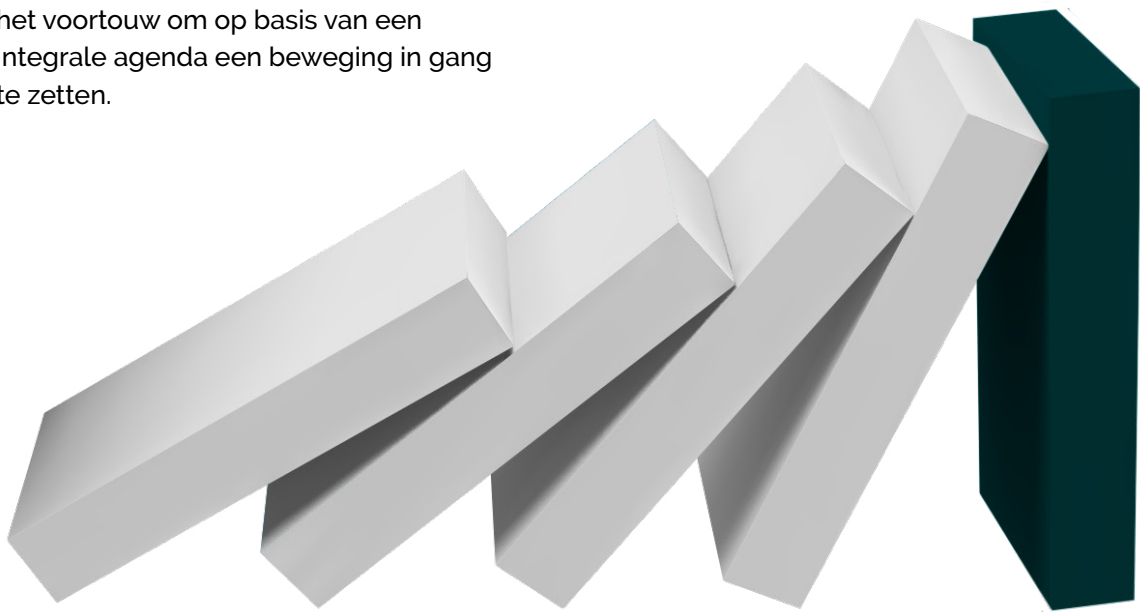 het voortouw om op basis van een
integrale agenda een beweging in gang
te zetten.